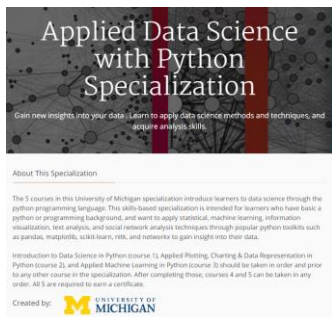 Applied Data Science
with Python
Specialization
Gain new insights into your data . Learn to apply data science methods and techniques, and
acquire analysis skills.
About This Specialization
The 5 courses in this University of Michigan specialization introduce learners to data science through the
python programming language. This skills-based specialization is intended for learners who have basic a
python or programming background, and want to apply statistical, machine learning, information
visualization, text analysis, and social network analysis techniques through popular python toolkits such
as pandas, matplotlib, scikit-learn, nltk, and networkx to gain insight into their data.
Introduction to Data Science in Python (course 1), Applied Plotting, Charting & Data Representation in
Python (course 2), and Applied Machine Learning in Python (course 3) should be taken in order and prior
to any other course in the specialization. After completing those, courses 4 and 5 can be taken in any
order. All 5 are required to earn a certificate.
Created by:
M UNIVERSITY OF
MICHIGAN